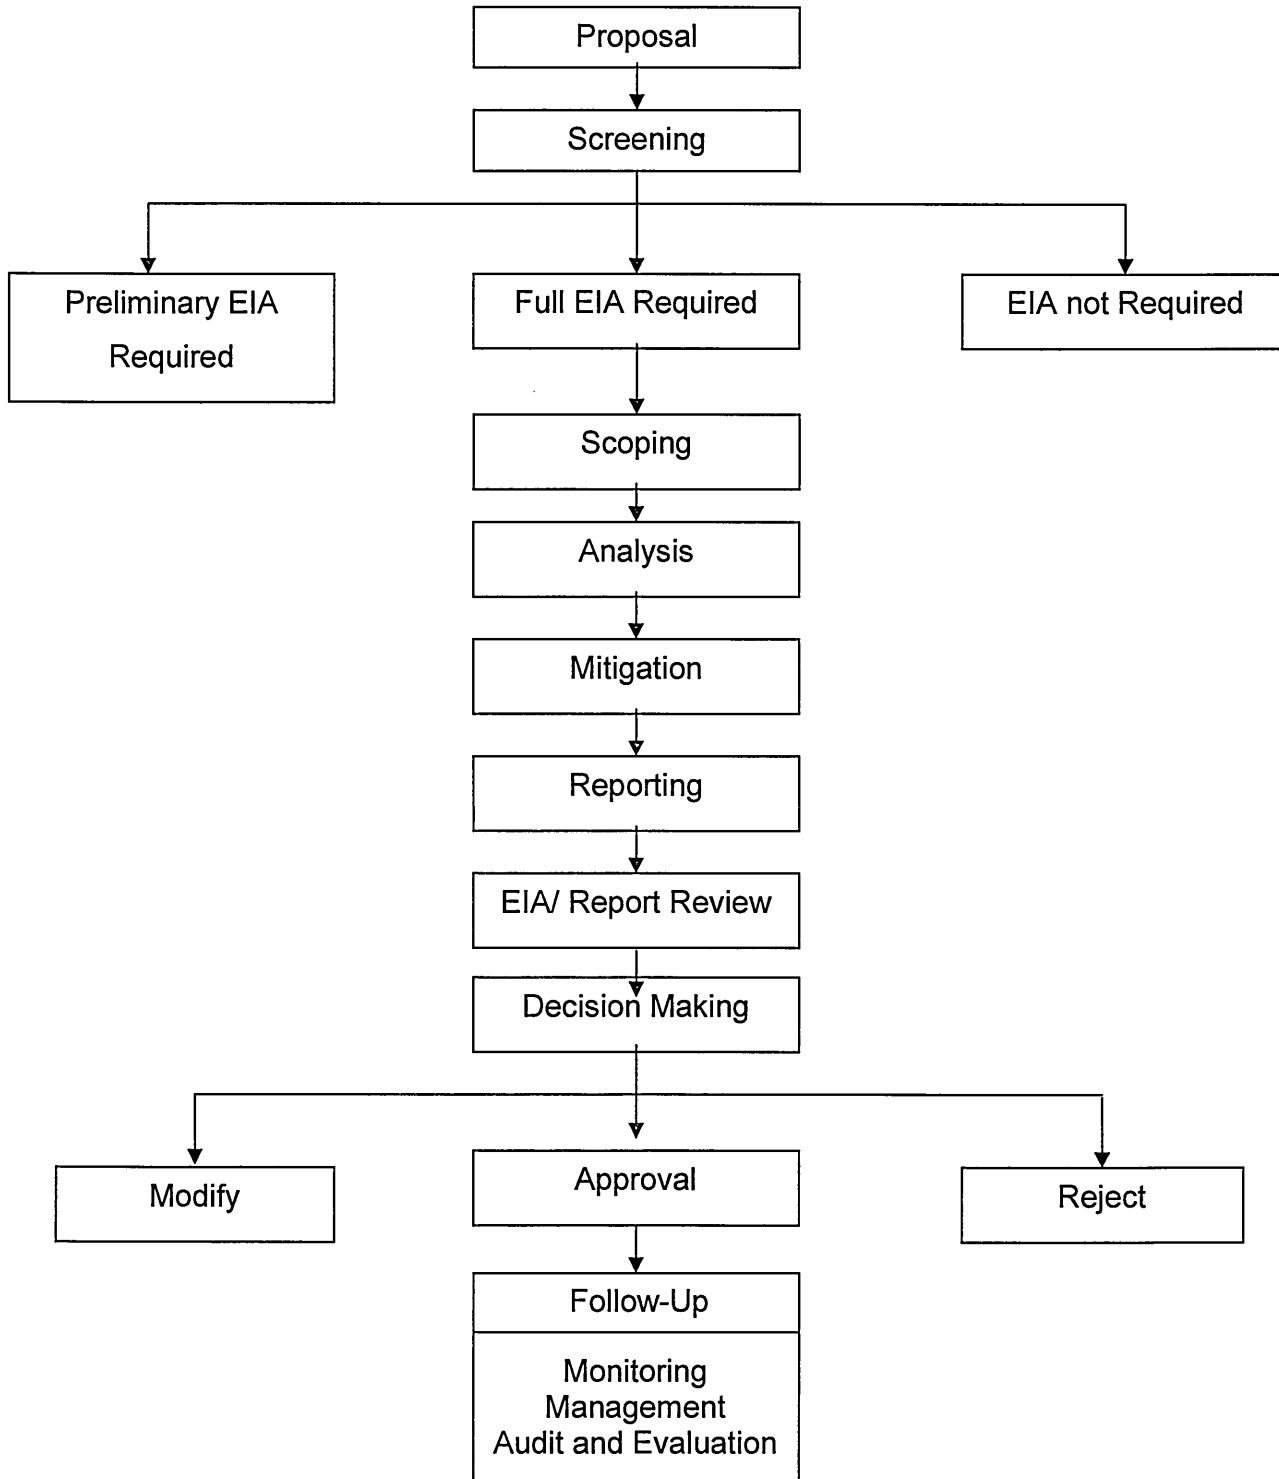 Proposal
Screening
Preliminary EIA
Required
Full EIA Required
EIA not Required
Scoping
Analysis
Mitigation
Reporting
EIA/ Report Review
Decision Making
Modify
Approval
Reject
Follow-Up
Monitoring
Management
Audit and Evaluation